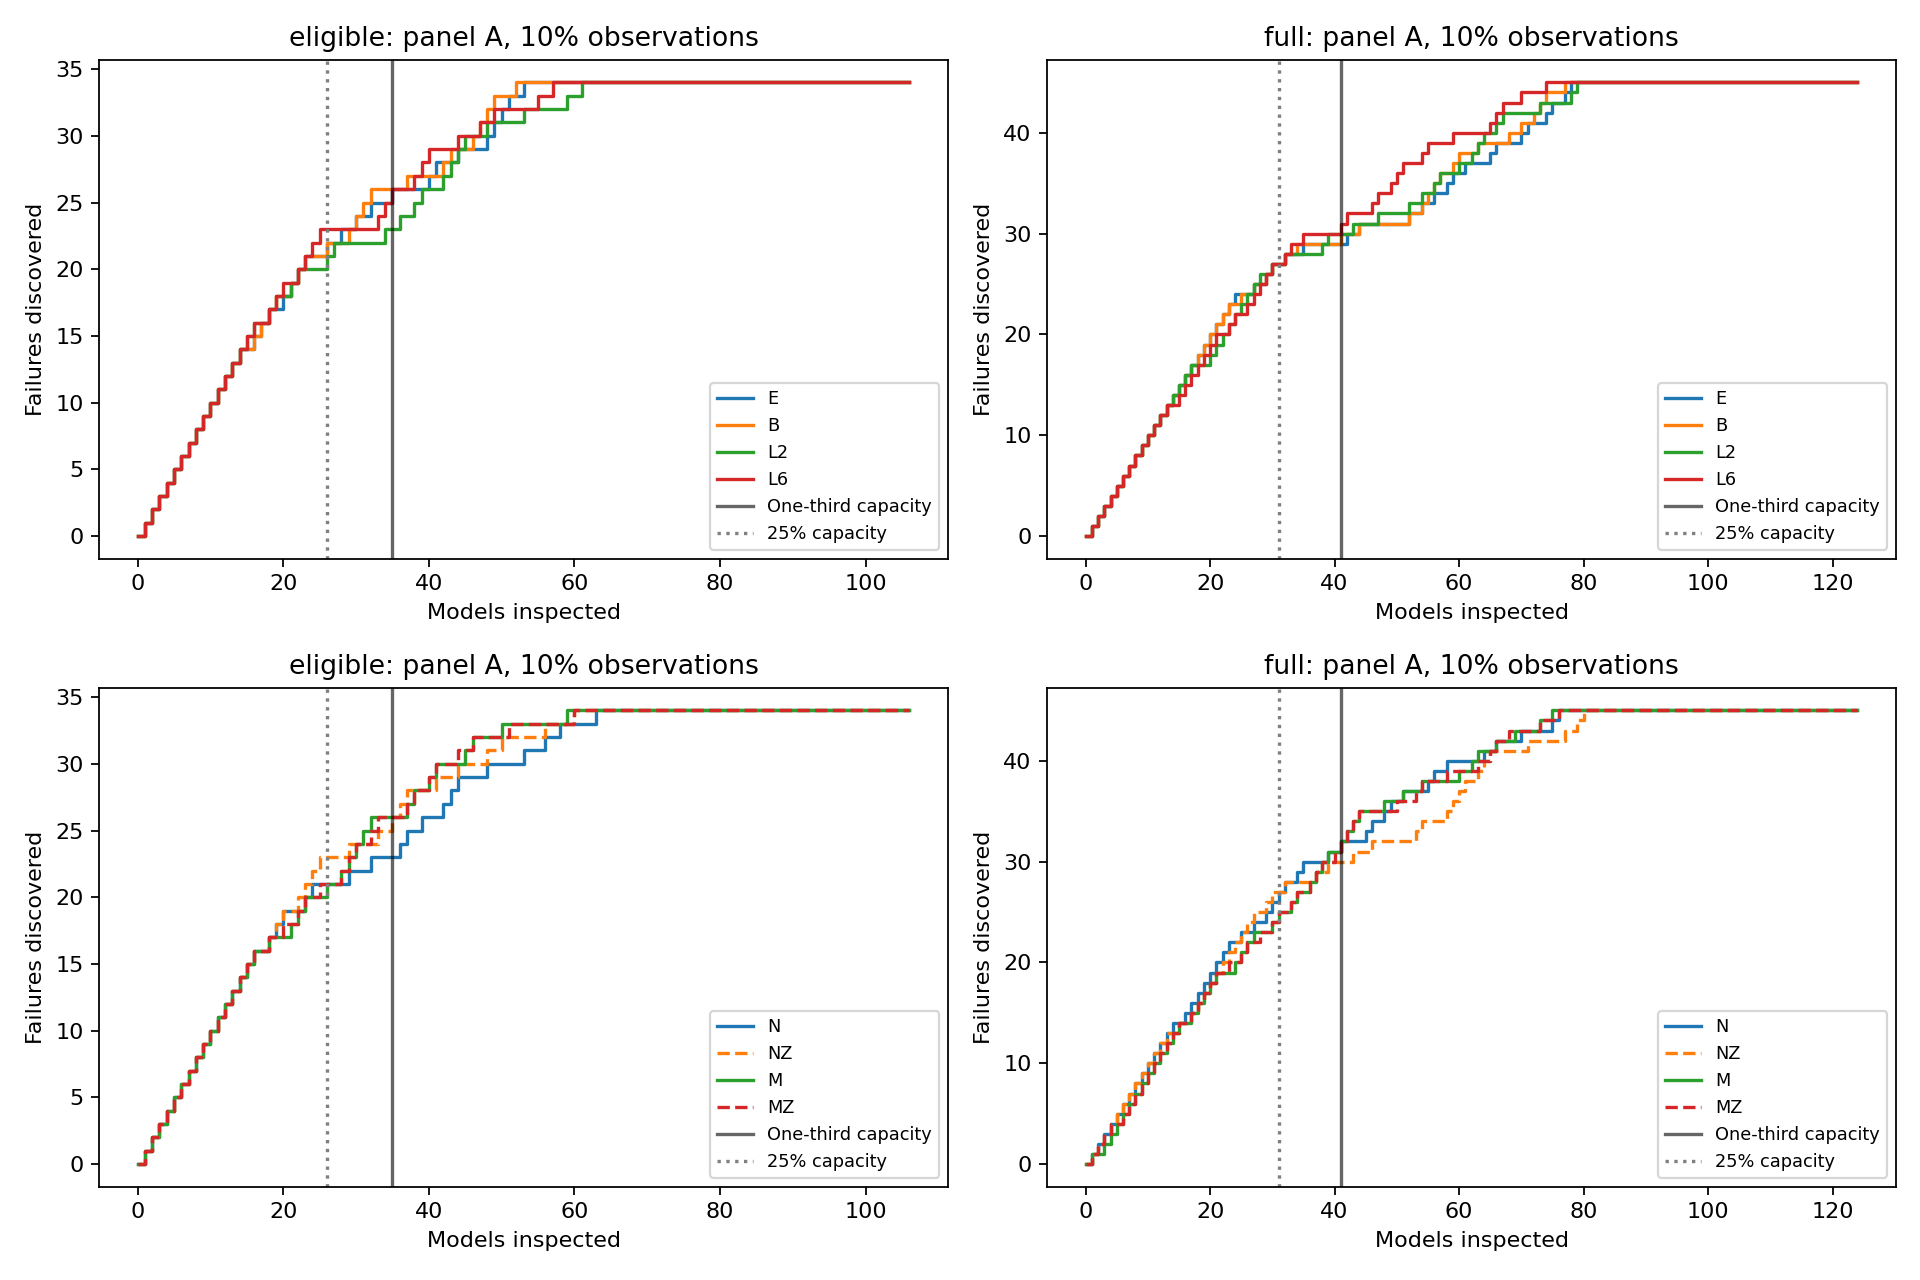 eligible: panel A, 10% observations
Failures discovered
35
30
25
20
15
10
5
0
E
B
L2
L6
One-third capacity
25% capacity
0 20 40 60 80 100
Models inspected
full: panel A, 10% observations
Failures discovered
40
30
20
10
0
E
B
L2
L6
One-third capacity
25% capacity
0 20 40 60 80 100 120
Models inspected
eligible: panel A, 10% observations
Failures discovered
35
30
25
20
15
10
5
0
N
NZ
M
MZ
One-third capacity
25% capacity
0 20 40 60 80 100
Models inspected
full: panel A, 10% observations
Failures discovered
40
30
20
10
0
N
NZ
M
MZ
One-third capacity
25% capacity
0 20 40 60 80 100 120
Models inspected